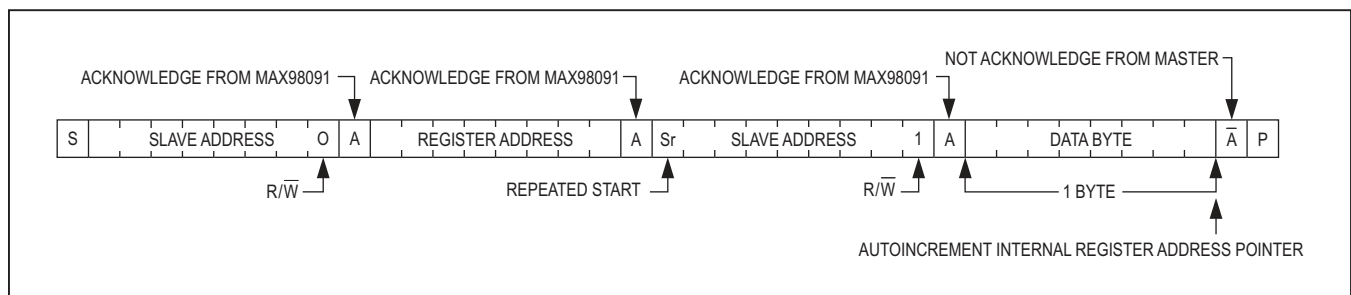 NOT ACKNOWLEDGE FROM MASTER
ACKNOWLEDGE FROM MAX98091 ACKNOWLEDGE FROM MAX98091 ACKNOWLEDGE FROM MAX98091
S SLAVE ADDRESS O A REGISTER ADDRESS A Sr SLAVE ADDRESS 1 A DATA BYTE A̅ P
R/W̅ REPEATED START R/W̅ 1 BYTE
AUTOINCREMENT INTERNAL REGISTER ADDRESS POINTER